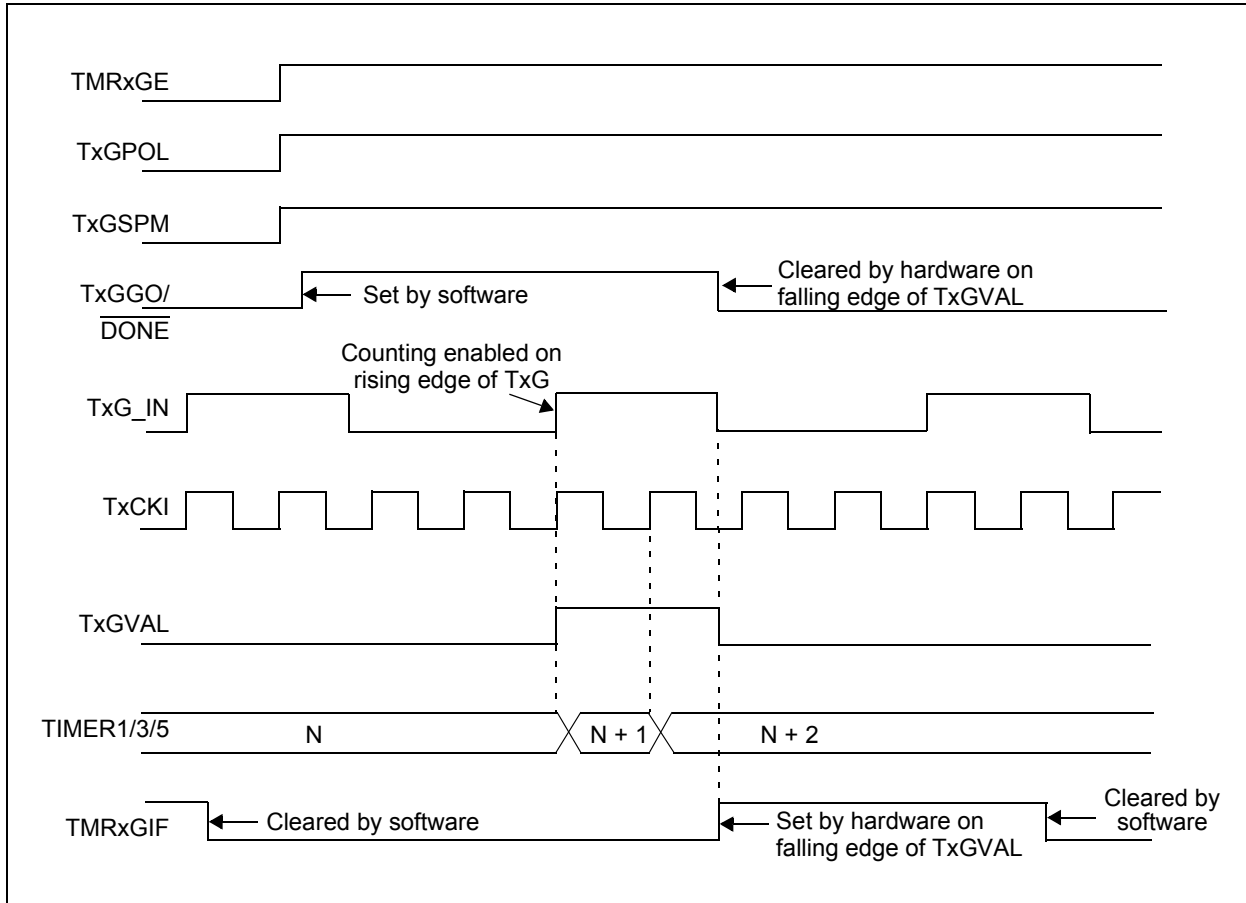 TMRxGE
TxGPOL
TxGSPM
TxGGO/
DONE
Set by software
Cleared by hardware on
falling edge of TxGVAL
Counting enabled on
rising edge of TxG
TxG_IN
TxCKI
TxGVAL
TIMER1/3/5
N
N + 1
N + 2
TMRxGIF
Cleared by software
Set by hardware on
falling edge of TxGVAL
Cleared by
software